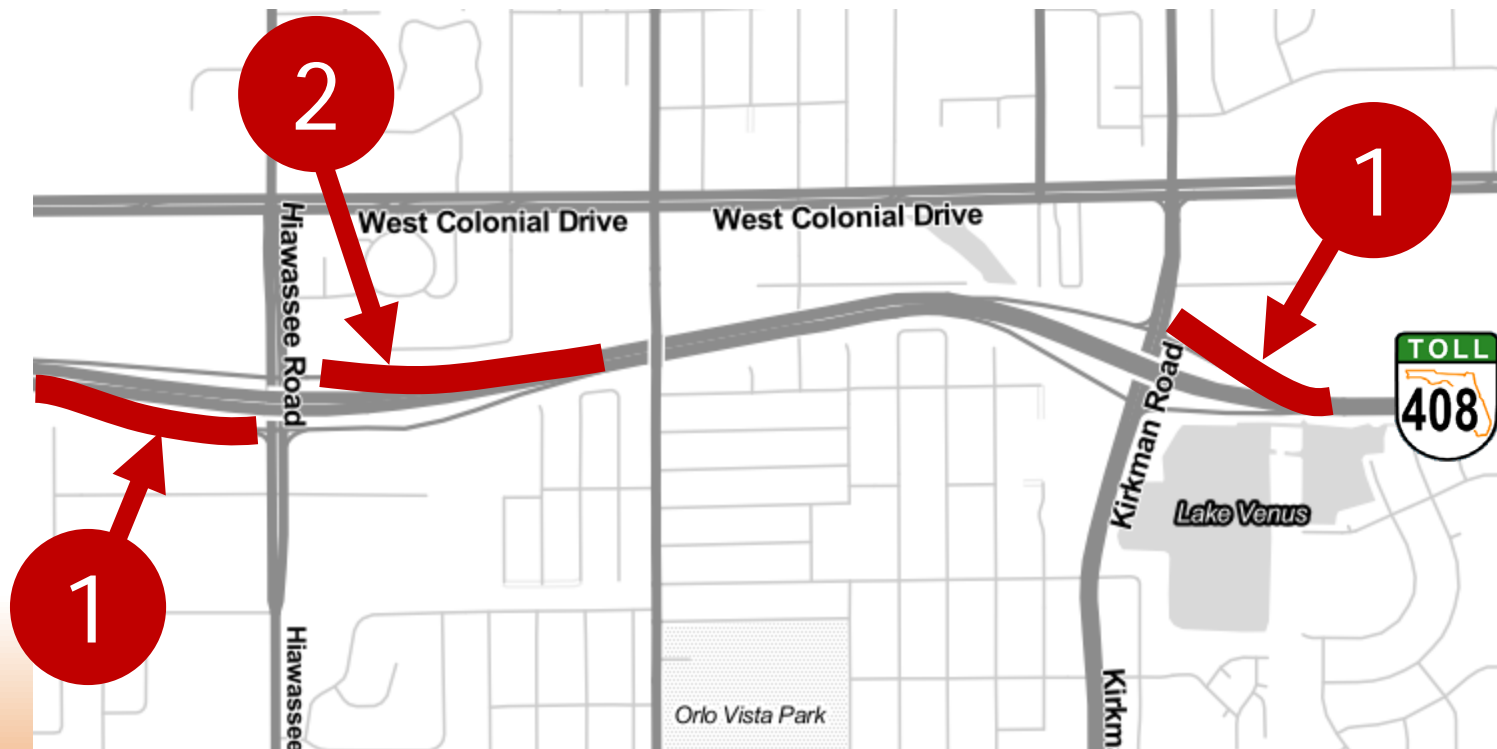 2
1
West Colonial Drive
West Colonial Drive
Hiawassee Road
TOLL
408
Kirkman Road
Lake Venus
1
Hiawassee
Kirkm
Orlo Vista Park